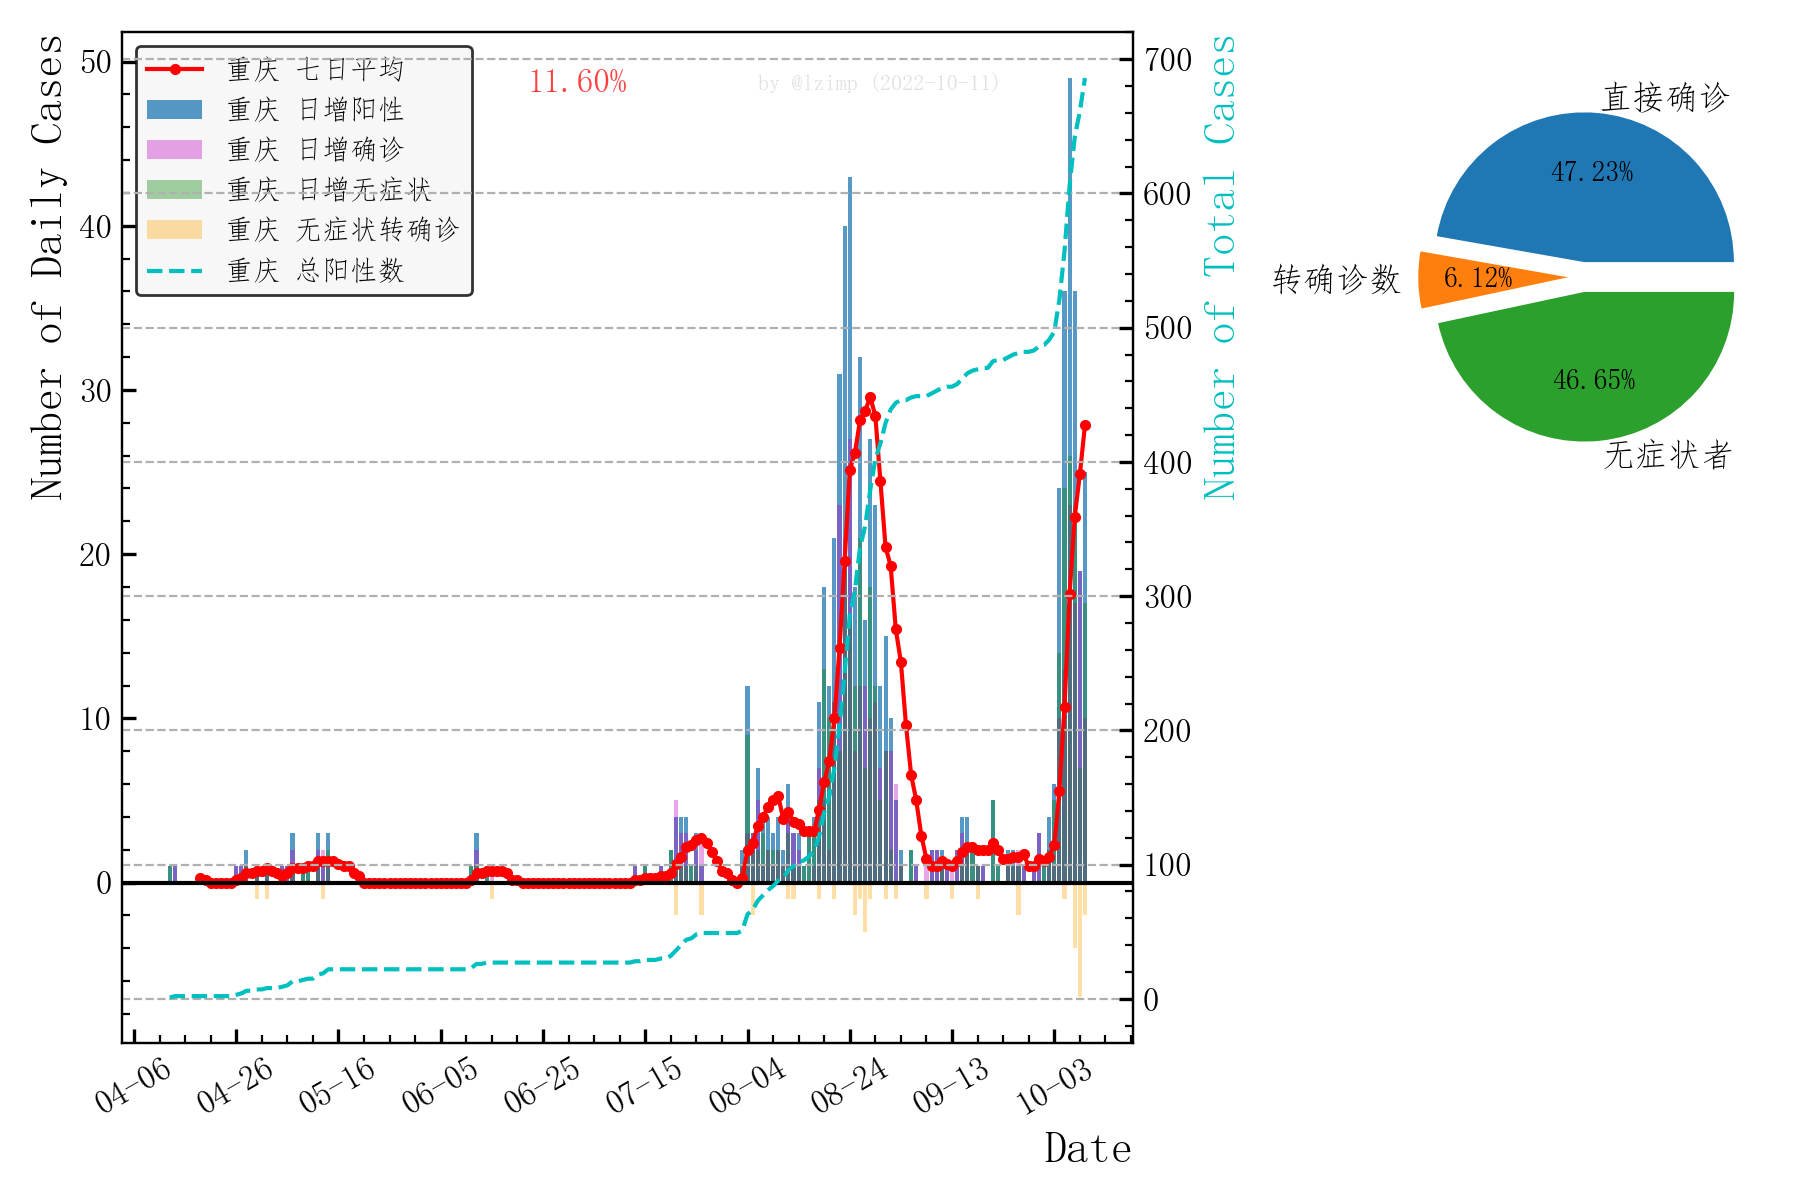 重庆 七日平均
重庆 日增阳性
重庆 日增确诊
重庆 日增无症状
重庆 无症状转确诊
重庆 总阳性数
11.60%
by @lzimp (2022-10-11)
Number of Daily Cases
50
40
30
20
10
0
Number of Total Cases
700
600
500
400
300
200
100
0
04-06
04-26
05-16
06-05
06-25
07-15
08-04
08-24
09-13
10-03
Date
直接确诊
47.23%
转确诊数
6.12%
46.65%
无症状者